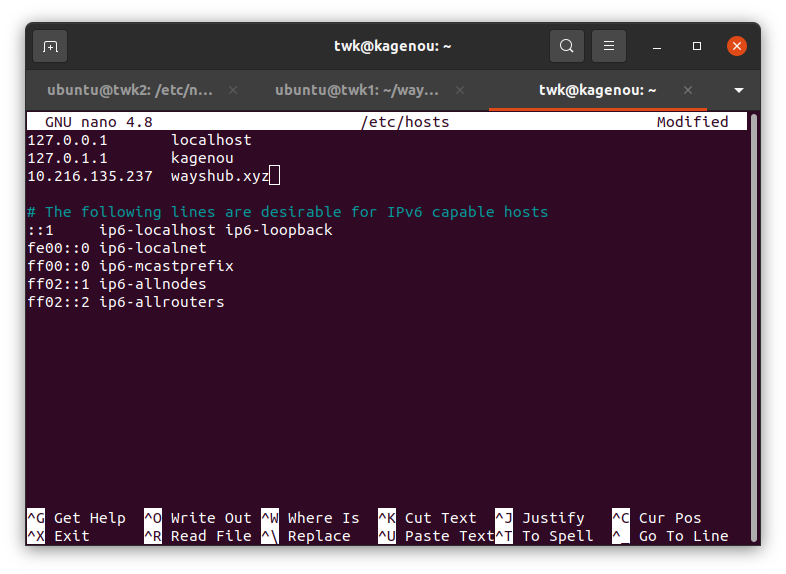 twk@kagenou: ~
ubuntu@twk2: /etc/n... ubuntu@twk1: ~/way... twk@kagenou: ~
GNU nano 4.8 /etc/hosts Modified
127.0.0.1 localhost
127.0.1.1 kagenou
10.216.135.237 wayshub.xyz
# The following lines are desirable for IPv6 capable hosts
::1 ip6-localhost ip6-loopback
fe00::0 ip6-localnet
ff00::0 ip6-mcastprefix
ff02::1 ip6-allnodes
ff02::2 ip6-allrouters
^G Get Help ^O Write Out ^W Where Is ^K Cut Text ^J Justify ^C Cur Pos
^X Exit ^R Read File ^\ Replace ^U Paste Text ^T To Spell ^_ Go To Line